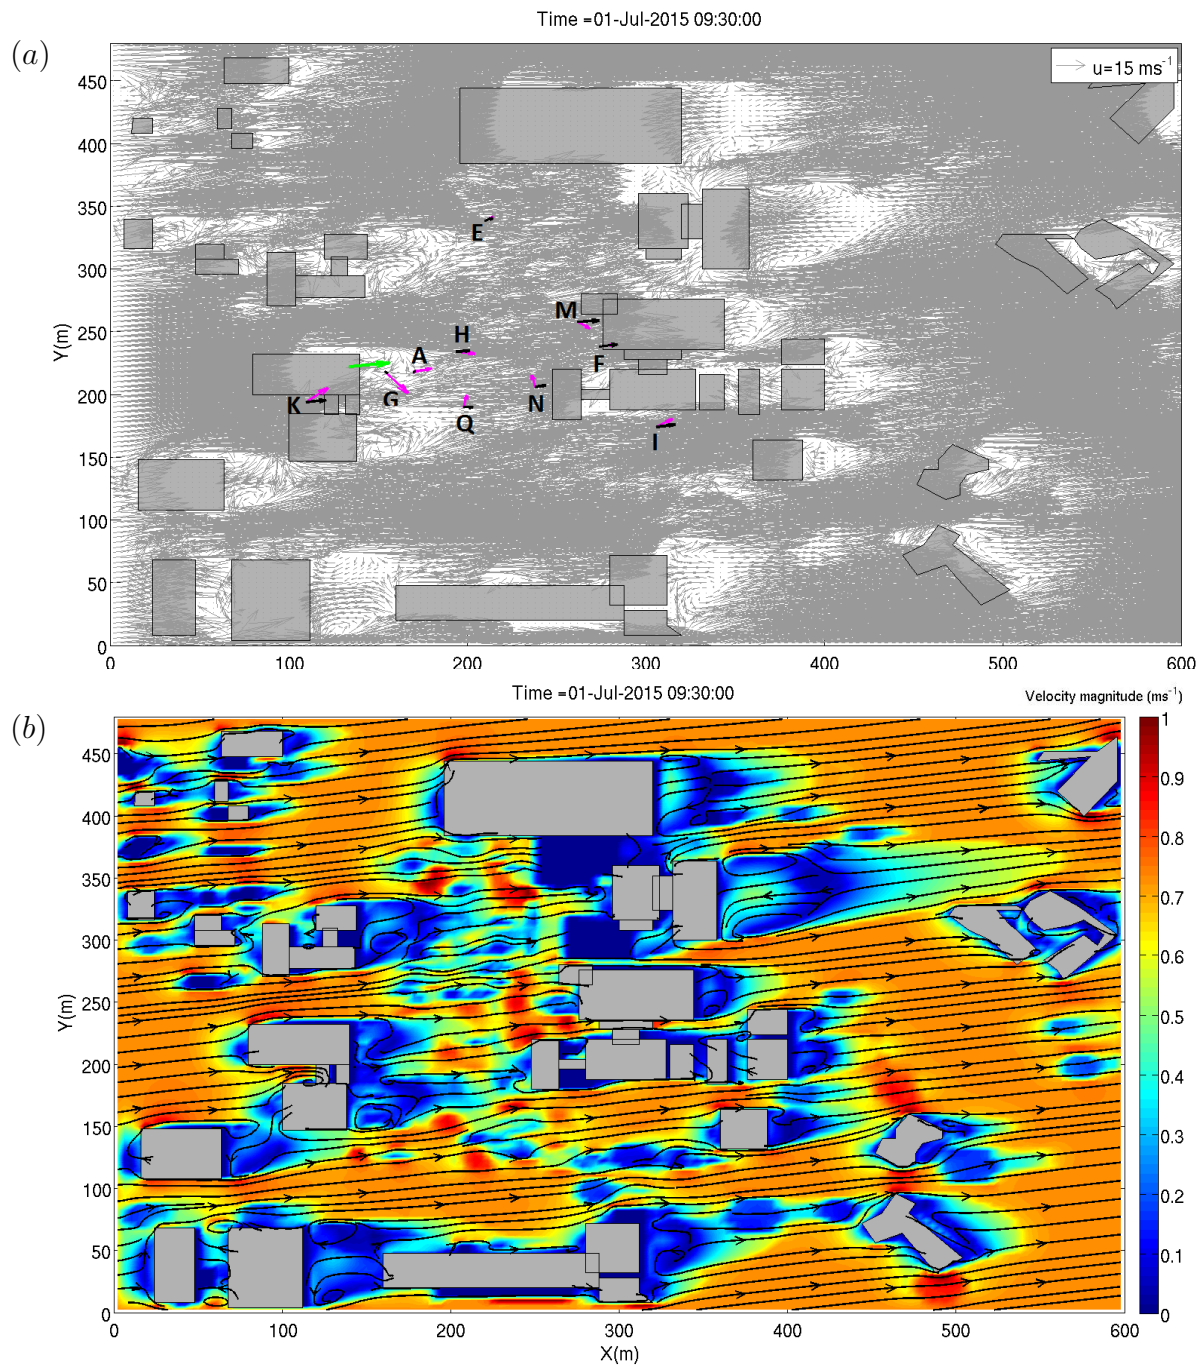 Time =01-Jul-2015 09:30:00
(a)
u=15 ms⁻¹
450
400
350
300
250
200
150
100
50
0
Y(m)
E
M
H
A
F
K
G
Q
N
I
0 100 200 300 400 500 600
Time =01-Jul-2015 09:30:00
Velocity magnitude (ms⁻¹)
(b)
450
400
350
300
250
200
150
100
50
0
Y(m)
1
0.9
0.8
0.7
0.6
0.5
0.4
0.3
0.2
0.1
0
0 100 200 300 400 500 600
X(m)